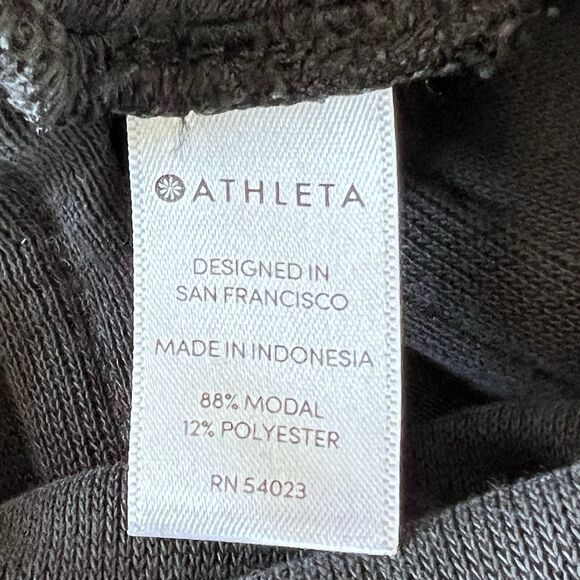 ATHLETA
DESIGNED IN
SAN FRANCISCO
MADE IN INDONESIA
88% MODAL
12% POLYESTER
RN 54023